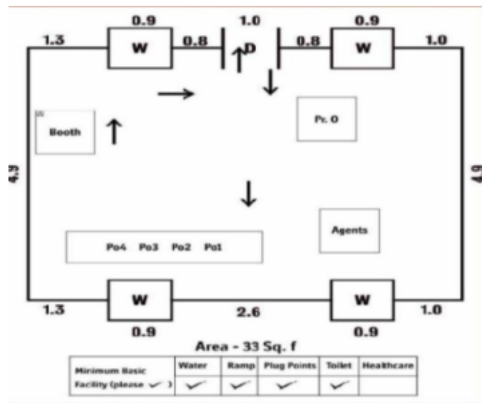 0.9 1.0 0.9
1.3 W 0.8 D 0.8 W 1.0
Booth
Pr. O
4.9 4.9
Agents
Po4 Po3 Po2 Po1
W W
1.3 2.6 1.0
0.9 0.9
Area - 33 Sq. f
Minimum Basic Facility (please ✓ ) Water Ramp Plug Points Toilet Healthcare
✓ ✓ ✓ ✓